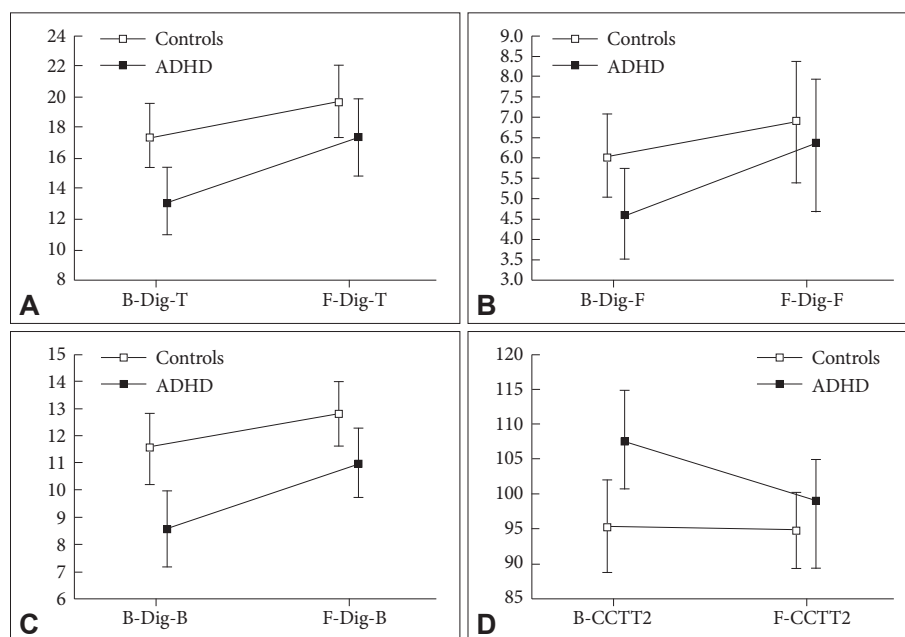 24
22
20
18
16
14
12
10
8
Controls
ADHD
B-Dig-T
F-Dig-T
A
9.0
8.5
8.0
7.5
7.0
6.5
6.0
5.5
5.0
4.5
4.0
3.5
3.0
Controls
ADHD
B-Dig-F
F-Dig-F
B
15
14
13
12
11
10
9
8
7
6
Controls
ADHD
B-Dig-B
F-Dig-B
C
120
115
110
105
100
95
90
85
Controls
ADHD
B-CCTT2
F-CCTT2
D